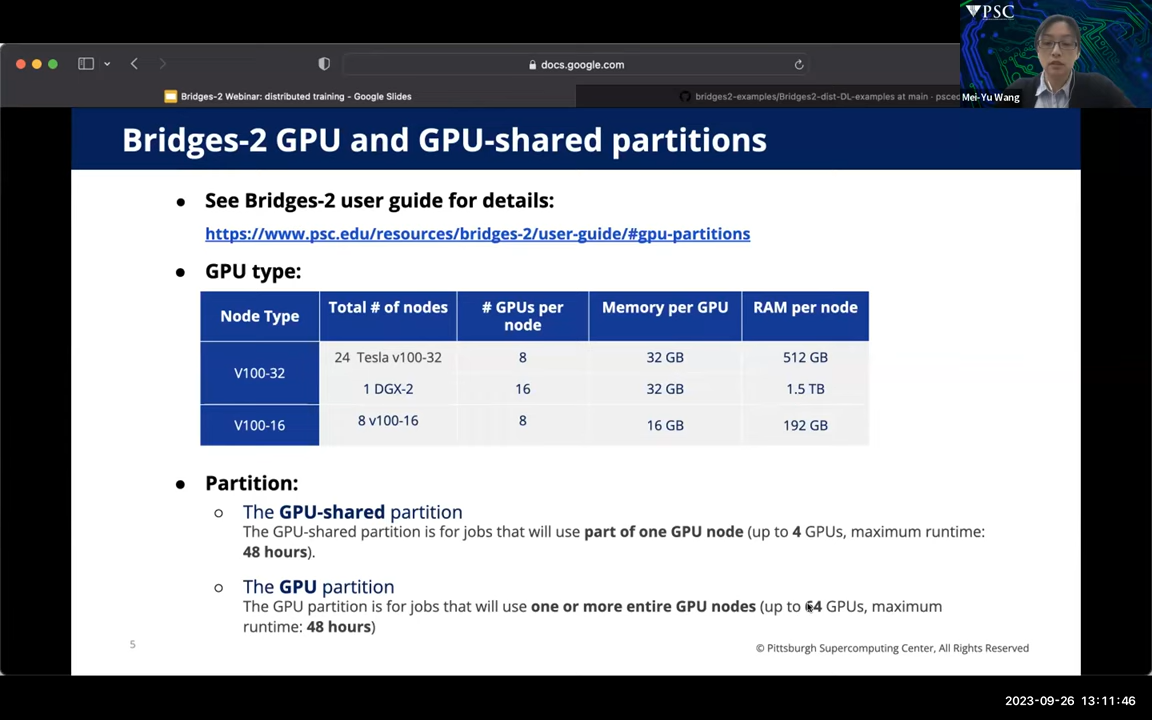 PSC
docs.google.com
Bridges-2 Webinar: distributed training - Google Slides
bridges2-examples/Bridges2-dist-DL-examples at main · psced
Mei-Yu Wang
Bridges-2 GPU and GPU-shared partitions
● See Bridges-2 user guide for details:
https://www.psc.edu/resources/bridges-2/user-guide/#gpu-partitions
● GPU type:
Node Type
Total # of nodes
# GPUs per
node
Memory per GPU
RAM per node
V100-32
24 Tesla v100-32
8
32 GB
512 GB
1 DGX-2
16
32 GB
1.5 TB
V100-16
8 v100-16
8
16 GB
192 GB
● Partition:
○ The GPU-shared partition
The GPU-shared partition is for jobs that will use part of one GPU node (up to 4 GPUs, maximum runtime:
48 hours).
○ The GPU partition
The GPU partition is for jobs that will use one or more entire GPU nodes (up to 64 GPUs, maximum
runtime: 48 hours)
5
© Pittsburgh Supercomputing Center, All Rights Reserved
2023-09-26 13:11:46